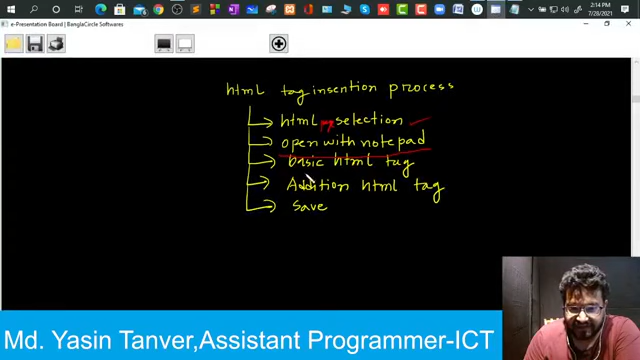 e-Presentation Board | BanglaCircle Softwares
2:14 PM
7/28/2021
html tag insention process
html selection
open with notepad
basic html tag
Addition html tag
save
Md. Yasin Tanver,Assistant Programmer-ICT